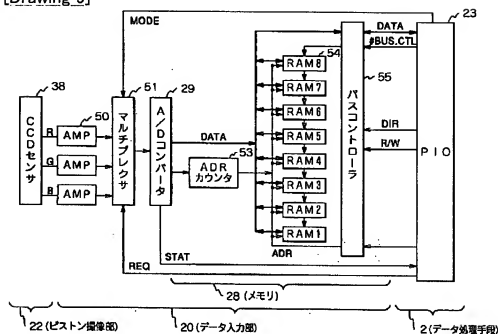 MODE
23
38
50
51
29
54
DATA
#BUS.CTL
55
CCDセンサ
R
AMP
G
AMP
B
AMP
マルチプレクサ
A/Dコンバータ
DATA
ADR
カウンタ
53
RAM8
RAM7
RAM6
RAM5
RAM4
RAM3
RAM2
RAM1
バスコントローラ
DIR
R/W
PIO
ADR
STAT
REQ
28(メモリ)
22(ピストン撮像部)
20(データ入力部)
2(データ処理手段)